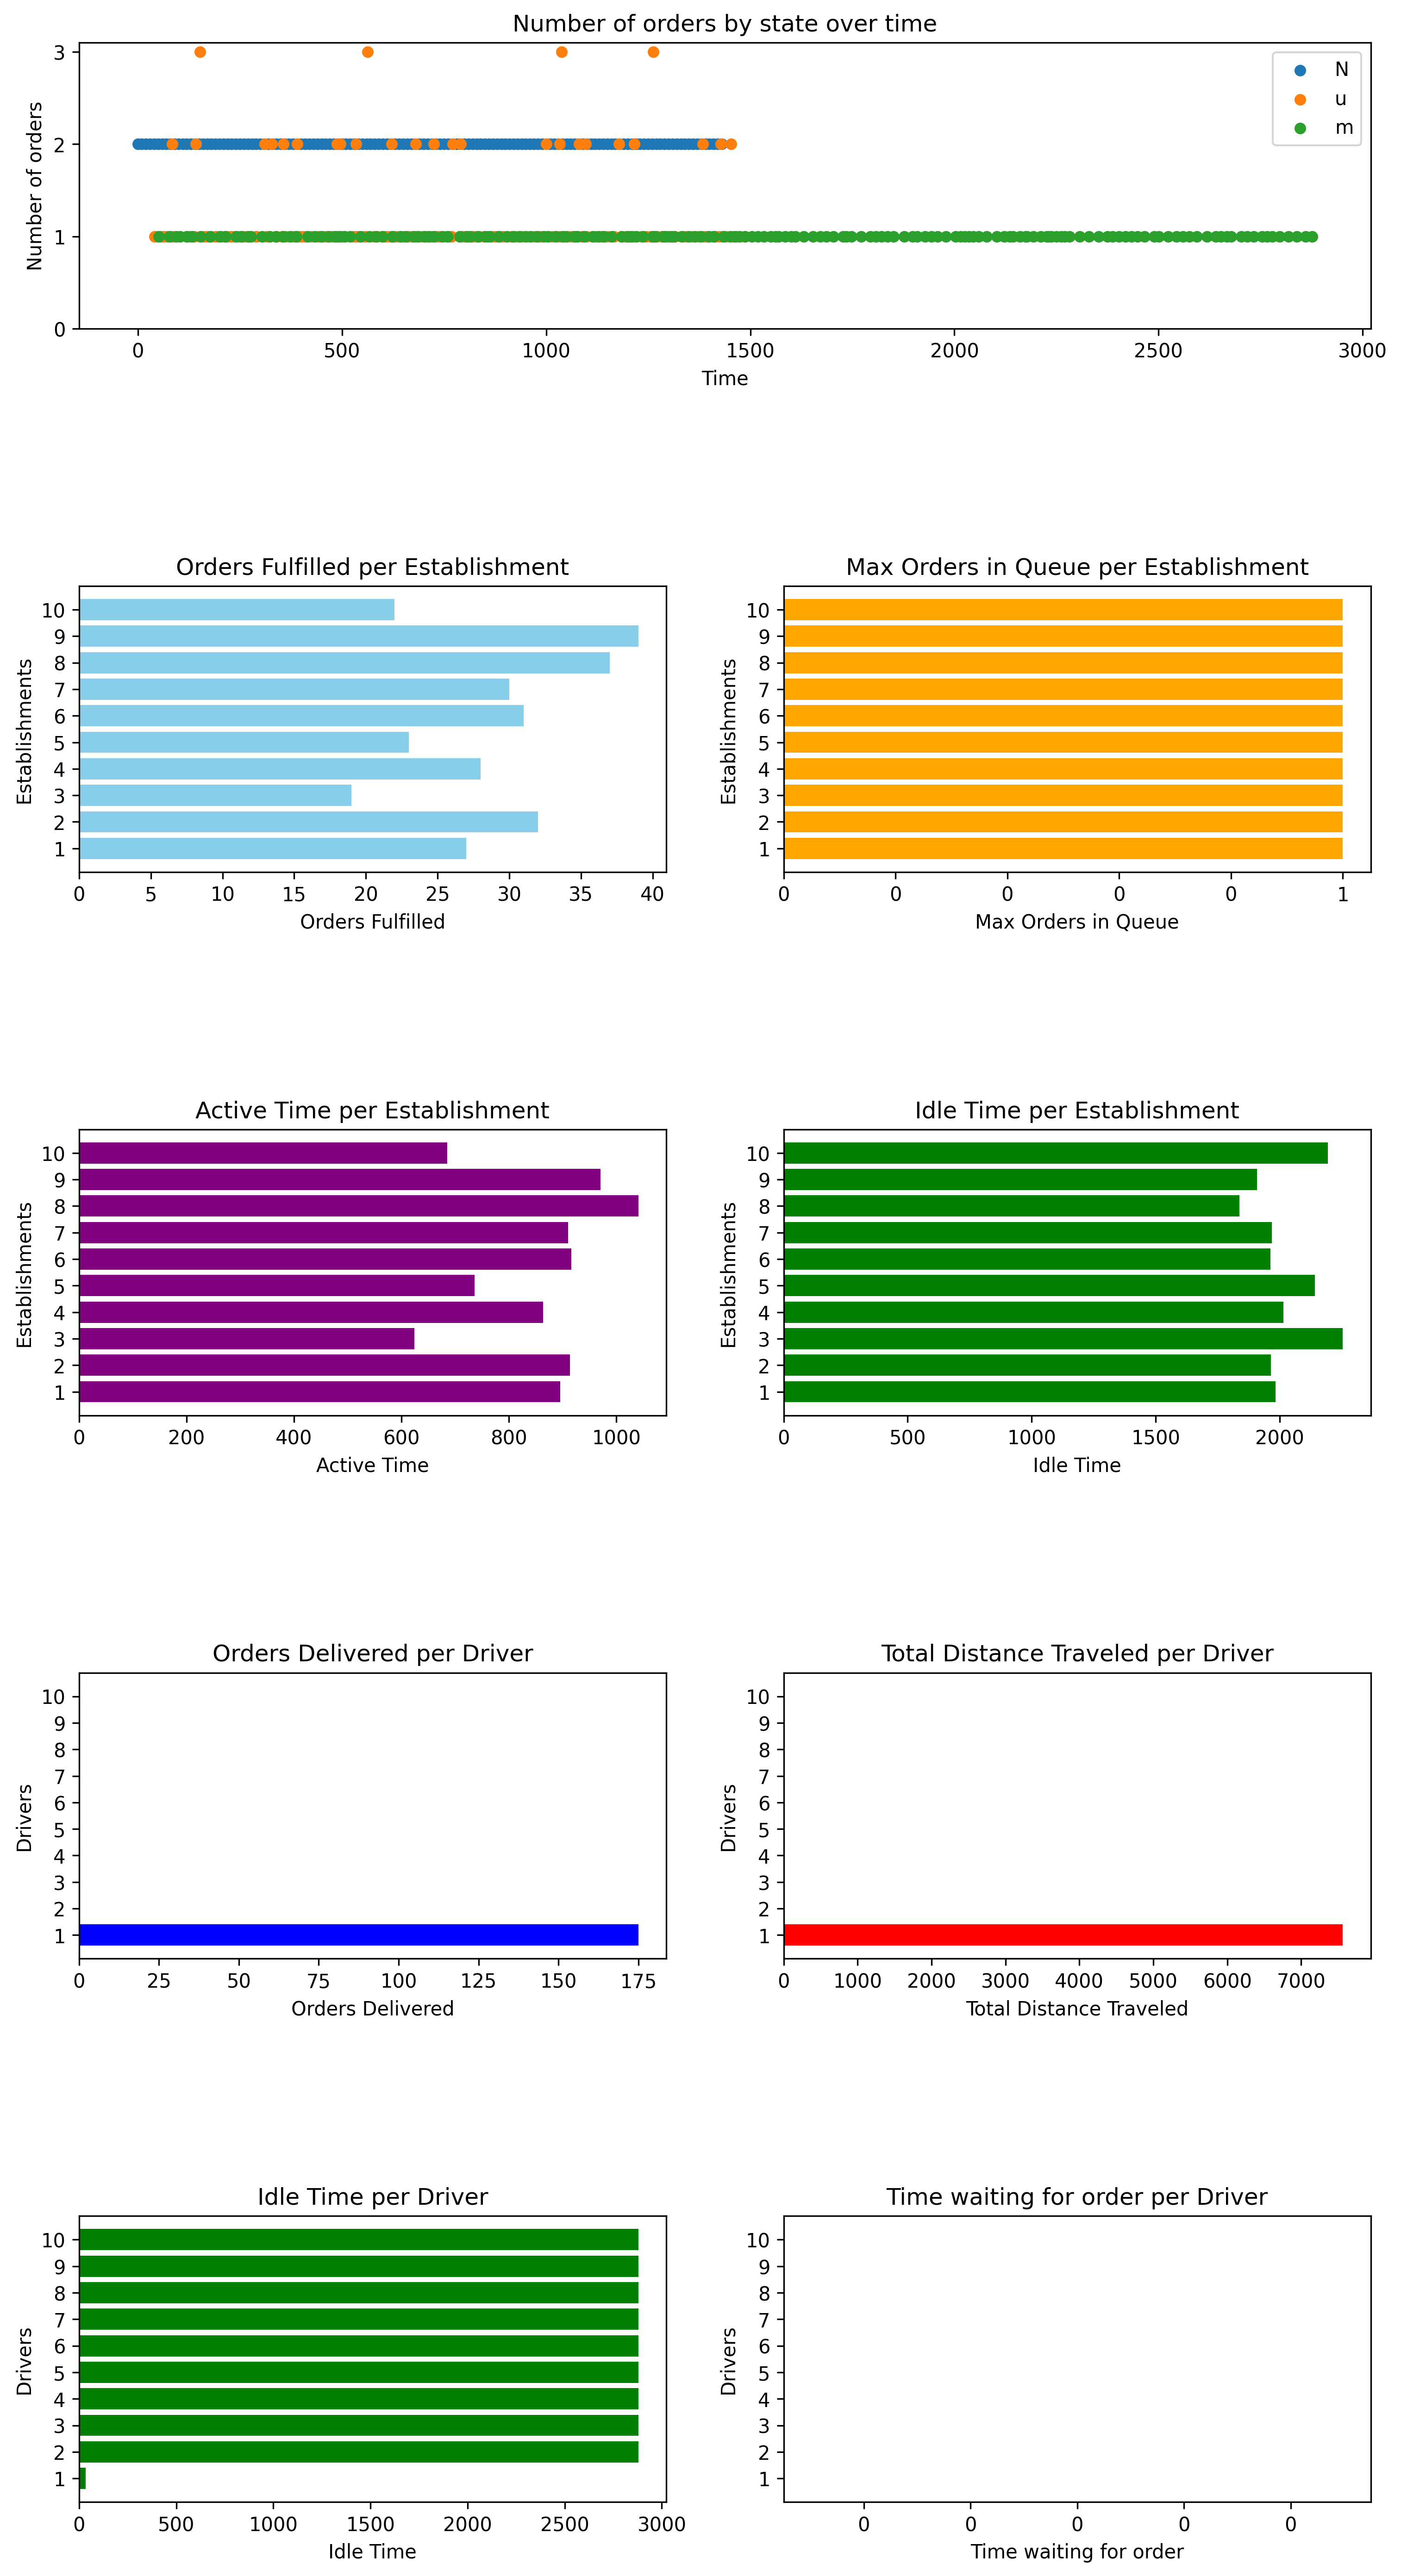 Number of orders by state over time
3
2
1
0
Number of orders
N
u
m
0 500 1000 1500 2000 2500 3000
Time
Orders Fulfilled per Establishment
10
9
8
7
6
5
4
3
2
1
Establishments
0 5 10 15 20 25 30 35 40
Orders Fulfilled
Max Orders in Queue per Establishment
10
9
8
7
6
5
4
3
2
1
Establishments
0 0 0 0 0 1
Max Orders in Queue
Active Time per Establishment
10
9
8
7
6
5
4
3
2
1
Establishments
0 200 400 600 800 1000
Active Time
Idle Time per Establishment
10
9
8
7
6
5
4
3
2
1
Establishments
0 500 1000 1500 2000
Idle Time
Orders Delivered per Driver
10
9
8
7
6
5
4
3
2
1
Drivers
0 25 50 75 100 125 150 175
Orders Delivered
Total Distance Traveled per Driver
10
9
8
7
6
5
4
3
2
1
Drivers
0 1000 2000 3000 4000 5000 6000 7000
Total Distance Traveled
Idle Time per Driver
10
9
8
7
6
5
4
3
2
1
Drivers
0 500 1000 1500 2000 2500 3000
Idle Time
Time waiting for order per Driver
10
9
8
7
6
5
4
3
2
1
Drivers
0 0 0 0 0
Time waiting for order